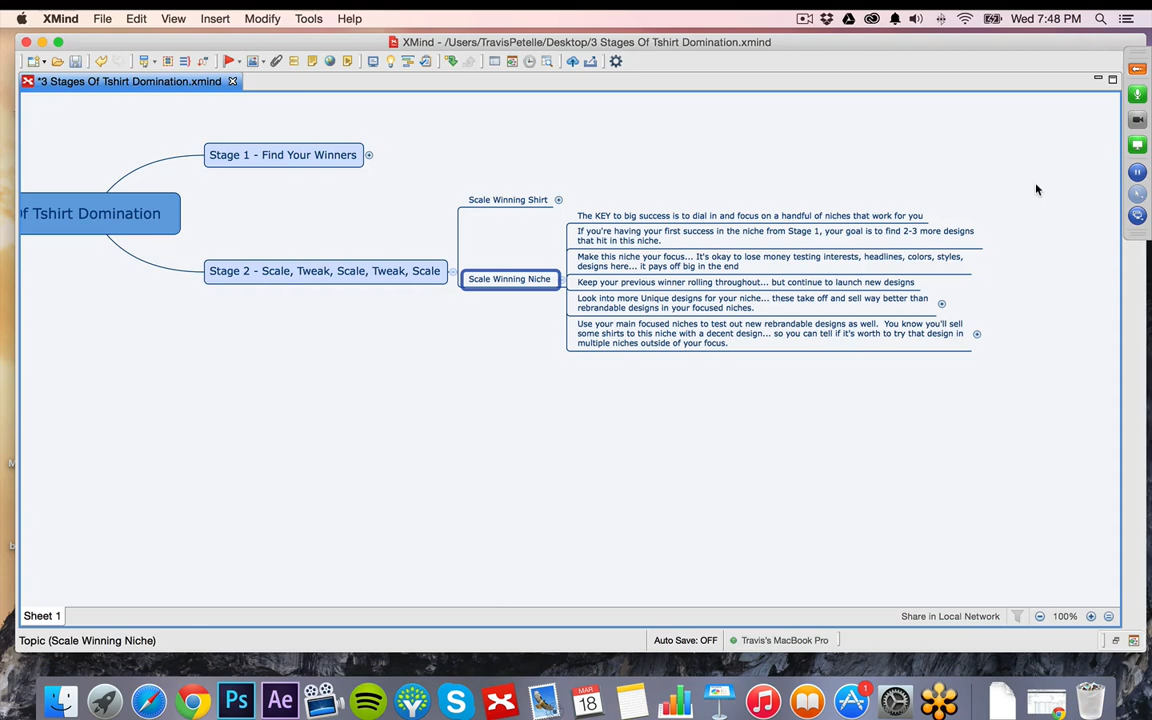 XMind File Edit View Insert Modify Tools Help Wed 7:48 PM
XMind - /Users/TravisPetelle/Desktop/3 Stages Of Tshirt Domination.xmind
*3 Stages Of Tshirt Domination.xmind
Stage 1 - Find Your Winners
Of Tshirt Domination
Stage 2 - Scale, Tweak, Scale, Tweak, Scale
Scale Winning Shirt
Scale Winning Niche
The KEY to big success is to dial in and focus on a handful of niches that work for you
If you're having your first success in the niche from Stage 1, your goal is to find 2-3 more designs
that hit in this niche.
Make this niche your focus... It's okay to lose money testing interests, headlines, colors, styles,
designs here... it pays off big in the end
Keep your previous winner rolling throughout... but continue to launch new designs
Look into more Unique designs for your niche... these take off and sell way better than
rebrandable designs in your focused niches.
Use your main focused niches to test out new rebrandable designs as well. You know you'll sell
some shirts to this niche with a decent design... so you can tell if it's worth to try that design in
multiple niches outside of your focus.
Sheet 1
Share in Local Network 100%
Topic (Scale Winning Niche)
Auto Save: OFF
Travis's MacBook Pro
Ps
Ae
MAR
18
1